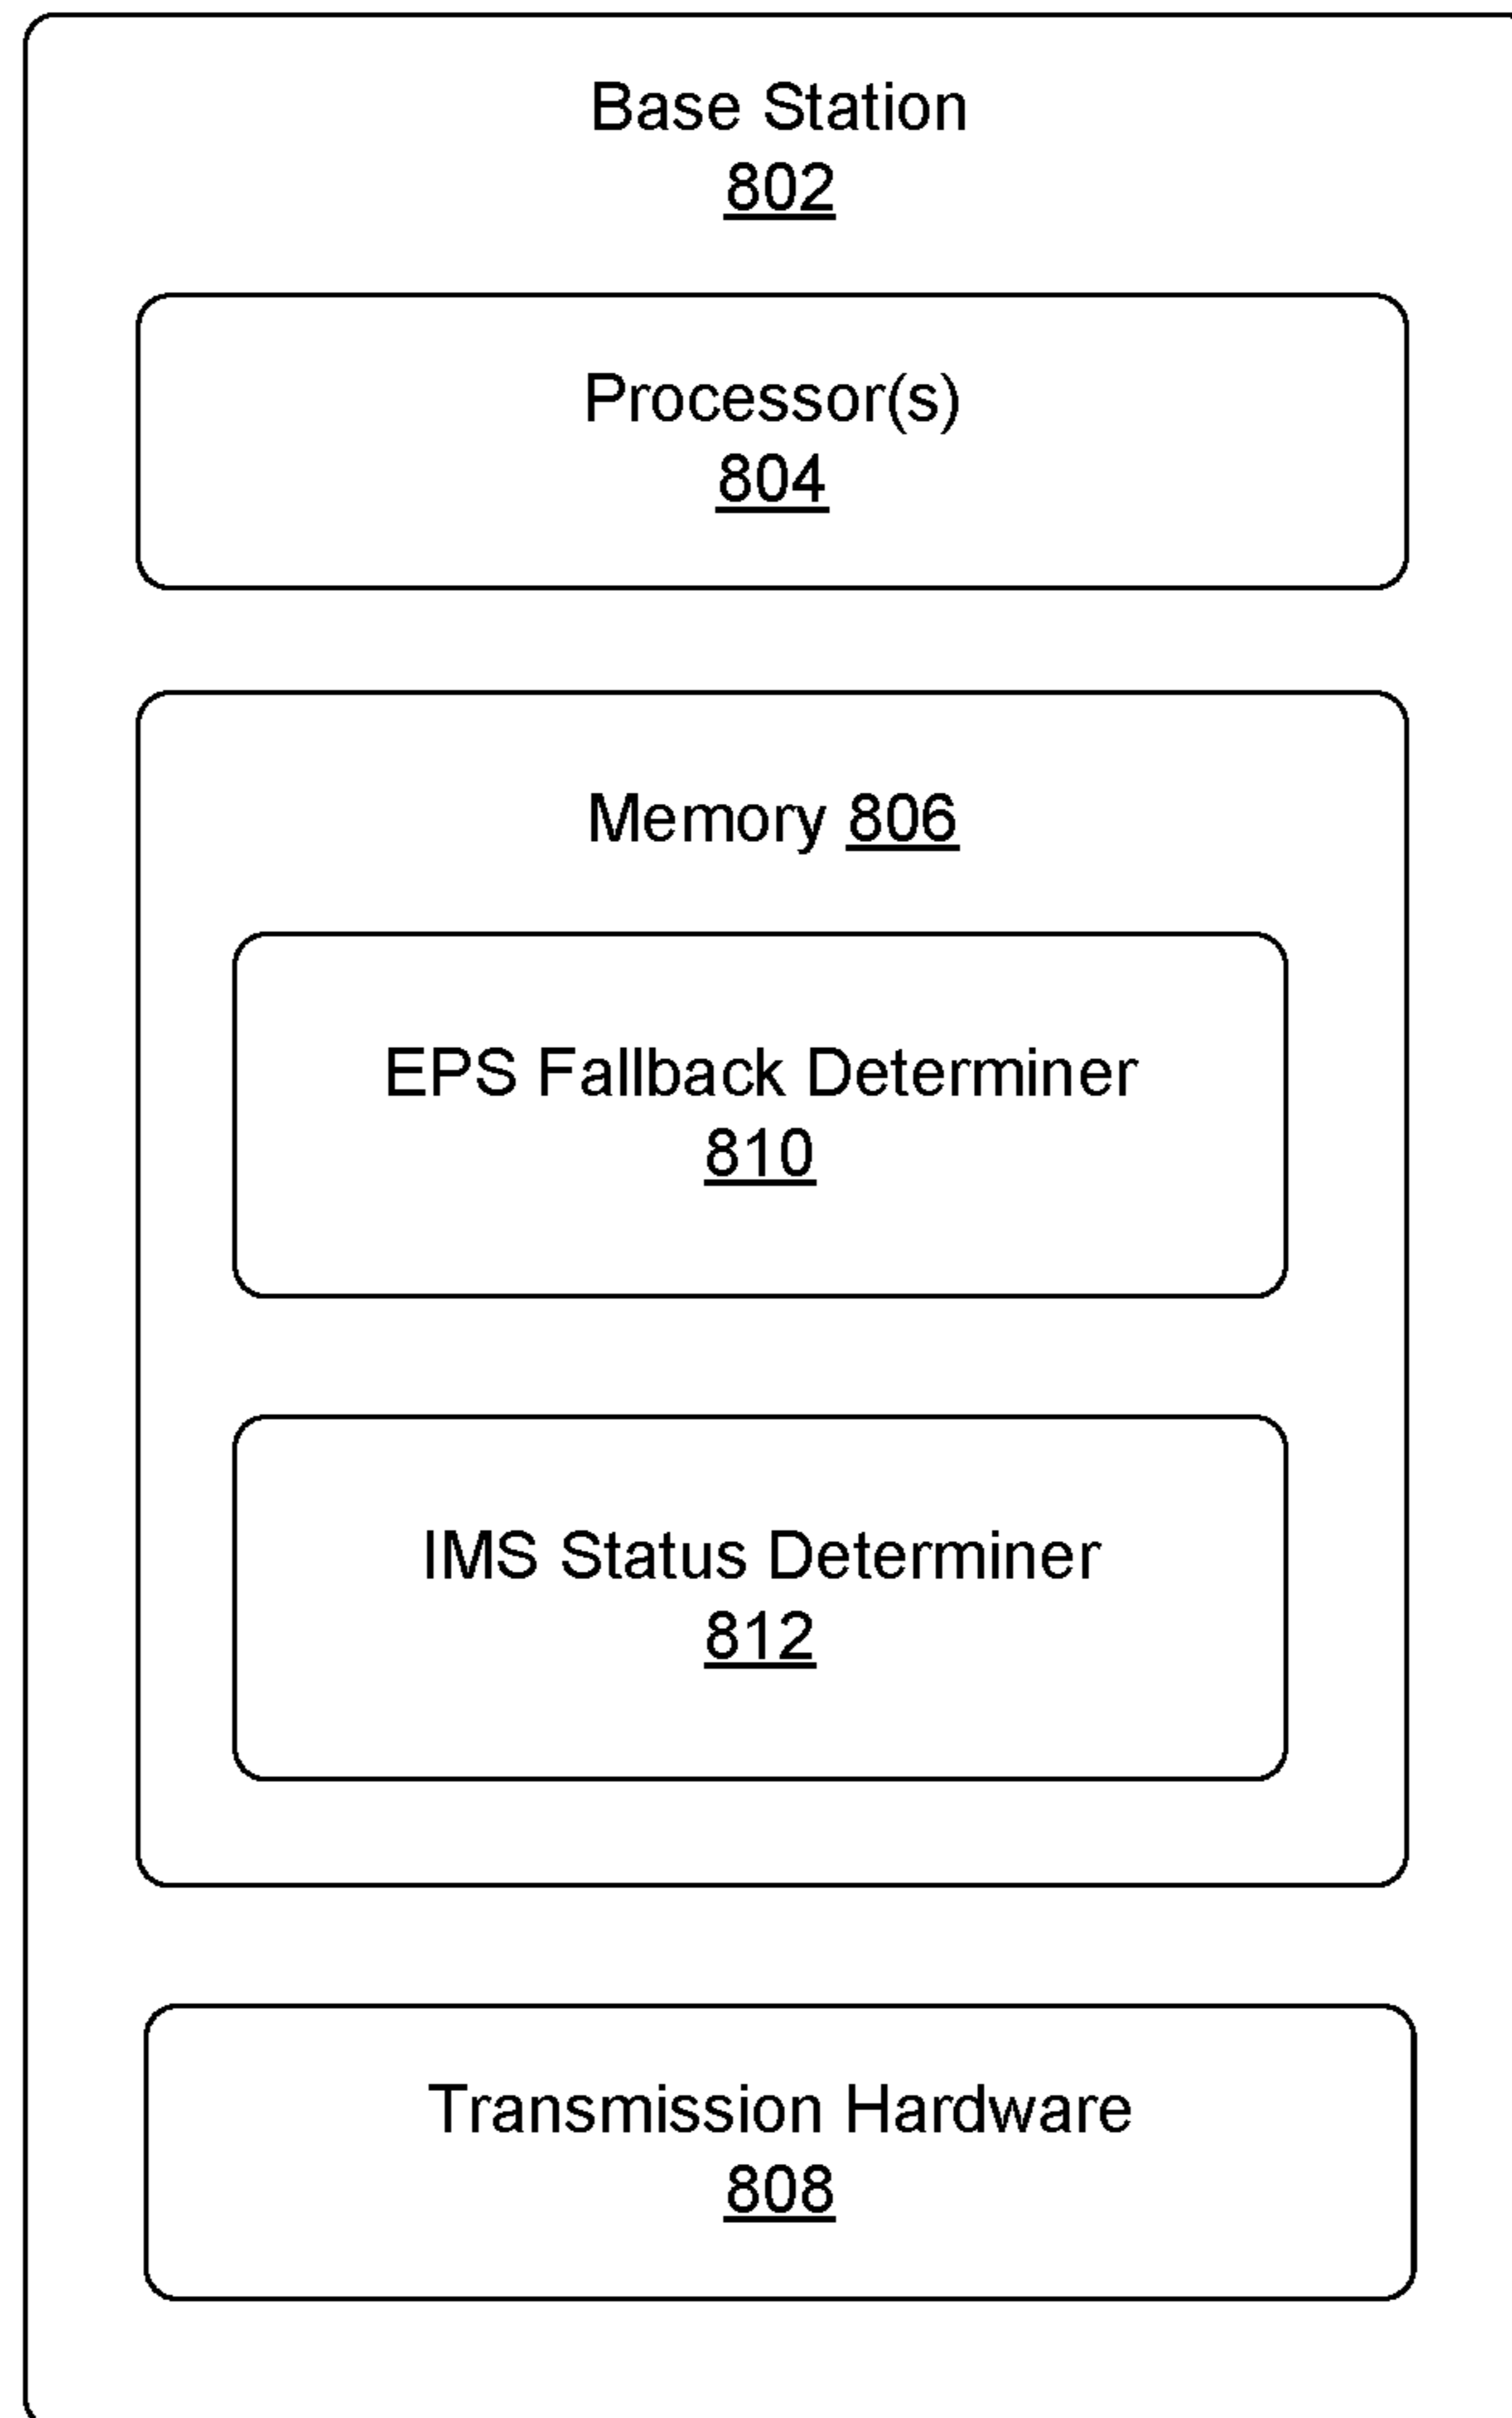 Base Station
802
Processor(s)
804
Memory 806
EPS Fallback Determiner
810
IMS Status Determiner
812
Transmission Hardware
808